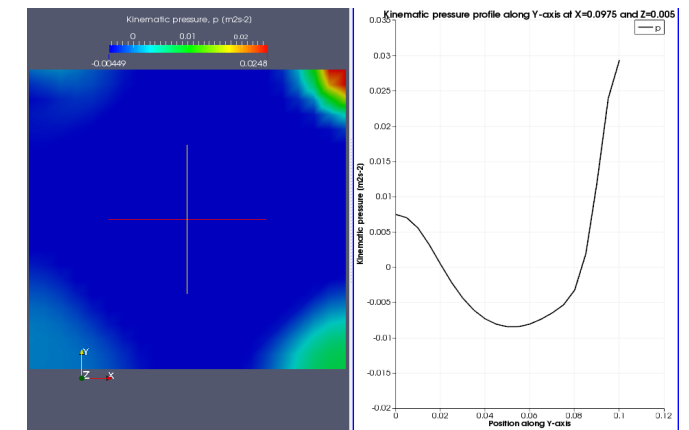 Kinematic pressure, p (m2s-2)
0 0.01 0.02
-0.00449 0.0248
Y
Z X
Kinematic pressure profile along Y-axis at X=0.0975 and Z=0.005
p
0.035
0.03
0.025
0.02
0.015
0.01
0.005
0
-0.005
-0.01
-0.015
-0.02
Kinematic pressure (m2s-2)
0 0.02 0.04 0.06 0.08 0.1 0.12
Position along Y-axis